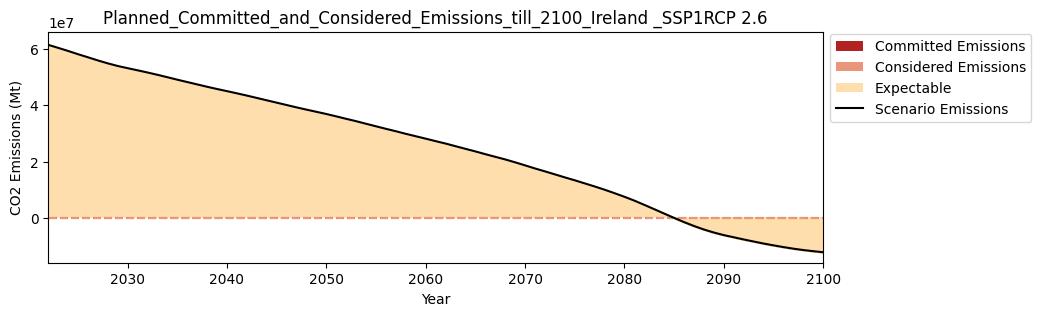 Planned_Committed_and_Considered_Emissions_till_2100_Ireland _SSP1RCP 2.6
1e7
6
4
2
0
CO2 Emissions (Mt)
2030 2040 2050 2060 2070 2080 2090 2100
Year
Committed Emissions
Considered Emissions
Expectable
Scenario Emissions